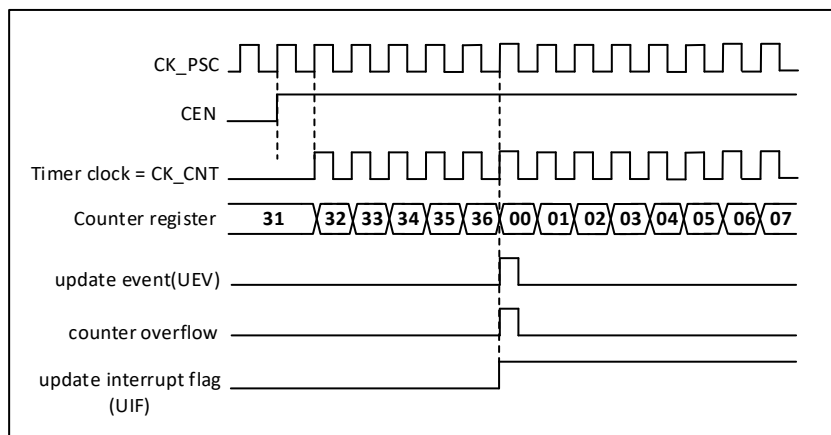 CK_PSC
CEN
Timer clock = CK_CNT
Counter register 31 32 33 34 35 36 00 01 02 03 04 05 06 07
update event(UEV)
counter overflow
update interrupt flag
(UIF)